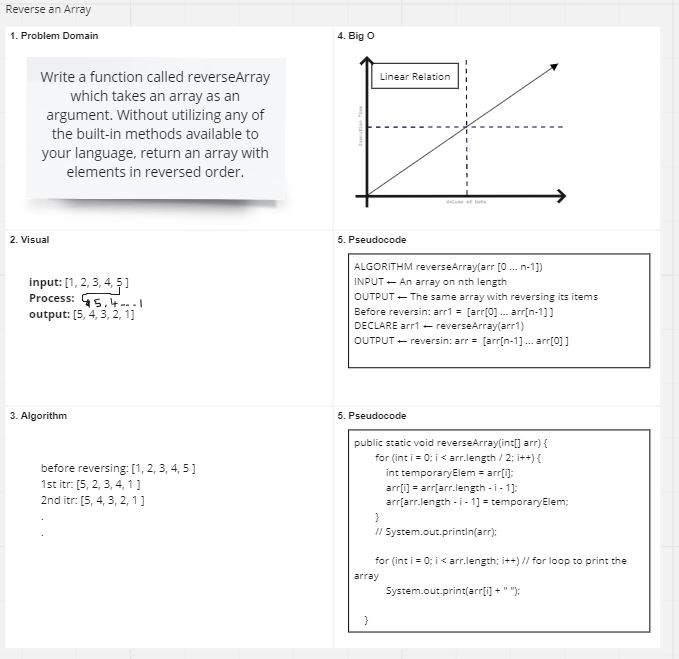 Reverse an Array
1. Problem Domain
Write a function called reverseArray
which takes an array as an
argument. Without utilizing any of
the built-in methods available to
your language, return an array with
elements in reversed order.
4. Big O
Linear Relation
Execution Time
Volume of Data
2. Visual
input: [1, 2, 3, 4, 5]
Process: 5,4---1
output: [5, 4, 3, 2, 1]
5. Pseudocode
ALGORITHM reverseArray(arr [0 ... n-1])
INPUT ← An array on nth length
OUTPUT ← The same array with reversing its items
Before reversin: arr1 = [arr[0] ... arr[n-1] ]
DECLARE arr1 ← reverseArray(arr1)
OUTPUT ← reversin: arr = [arr[n-1] ... arr[0] ]
3. Algorithm
before reversing: [1, 2, 3, 4, 5 ]
1st itr: [5, 2, 3, 4, 1 ]
2nd itr: [5, 4, 3, 2, 1 ]
.
.
5. Pseudocode
public static void reverseArray(int[] arr) {
for (int i = 0; i < arr.length / 2; i++) {
int temporaryElem = arr[i];
arr[i] = arr[arr.length - i - 1];
arr[arr.length - i - 1] = temporaryElem;
}
// System.out.println(arr);
for (int i = 0; i < arr.length; i++) // for loop to print the
array
System.out.print(arr[i] + " ");
}